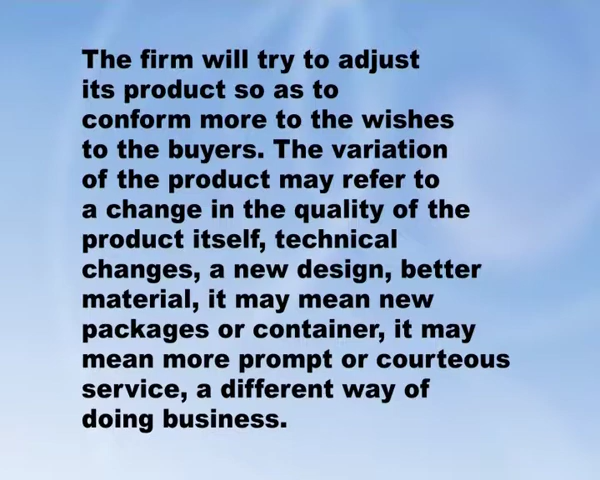 The firm will try to adjust
its product so as to
conform more to the wishes
to the buyers. The variation
of the product may refer to
a change in the quality of the
product itself, technical
changes, a new design, better
material, it may mean new
packages or container, it may
mean more prompt or courteous
service, a different way of
doing business.